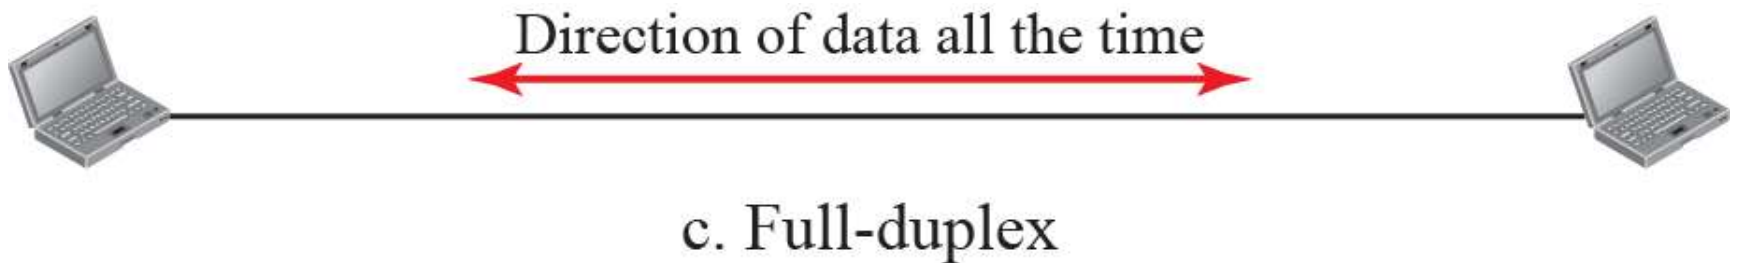 Direction of data all the time
c. Full-duplex